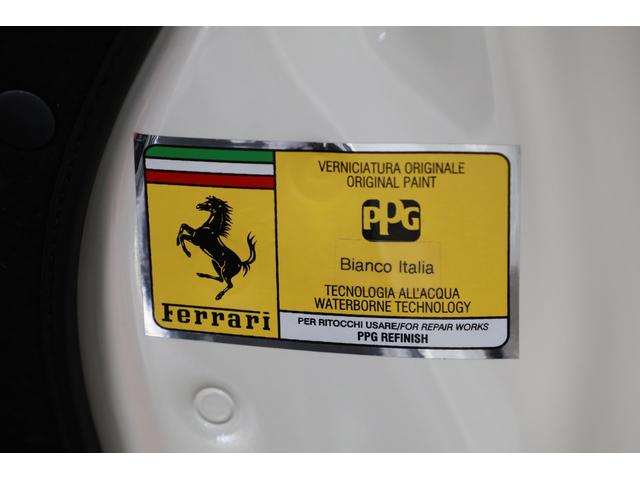 VERNICIATURA ORIGINALE
ORIGINAL PAINT
PPG
Bianco Italia
TECNOLOGIA ALL'ACQUA
WATERBORNE TECHNOLOGY
Ferrari
PER RITOCCHI USARE/FOR REPAIR WORKS
PPG REFINISH